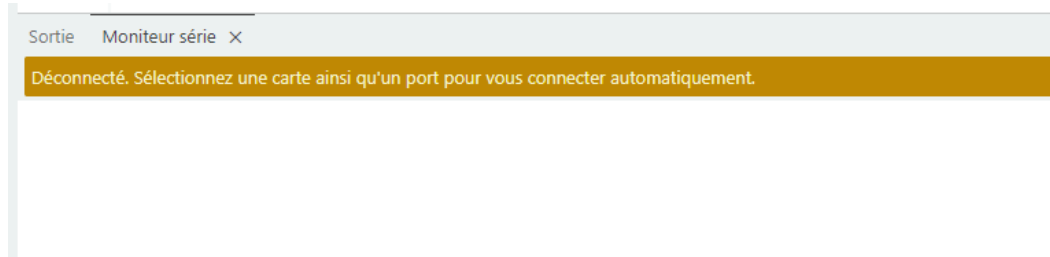 Sortie Moniteur série
Déconnecté. Sélectionnez une carte ainsi qu'un port pour vous connecter automatiquement.